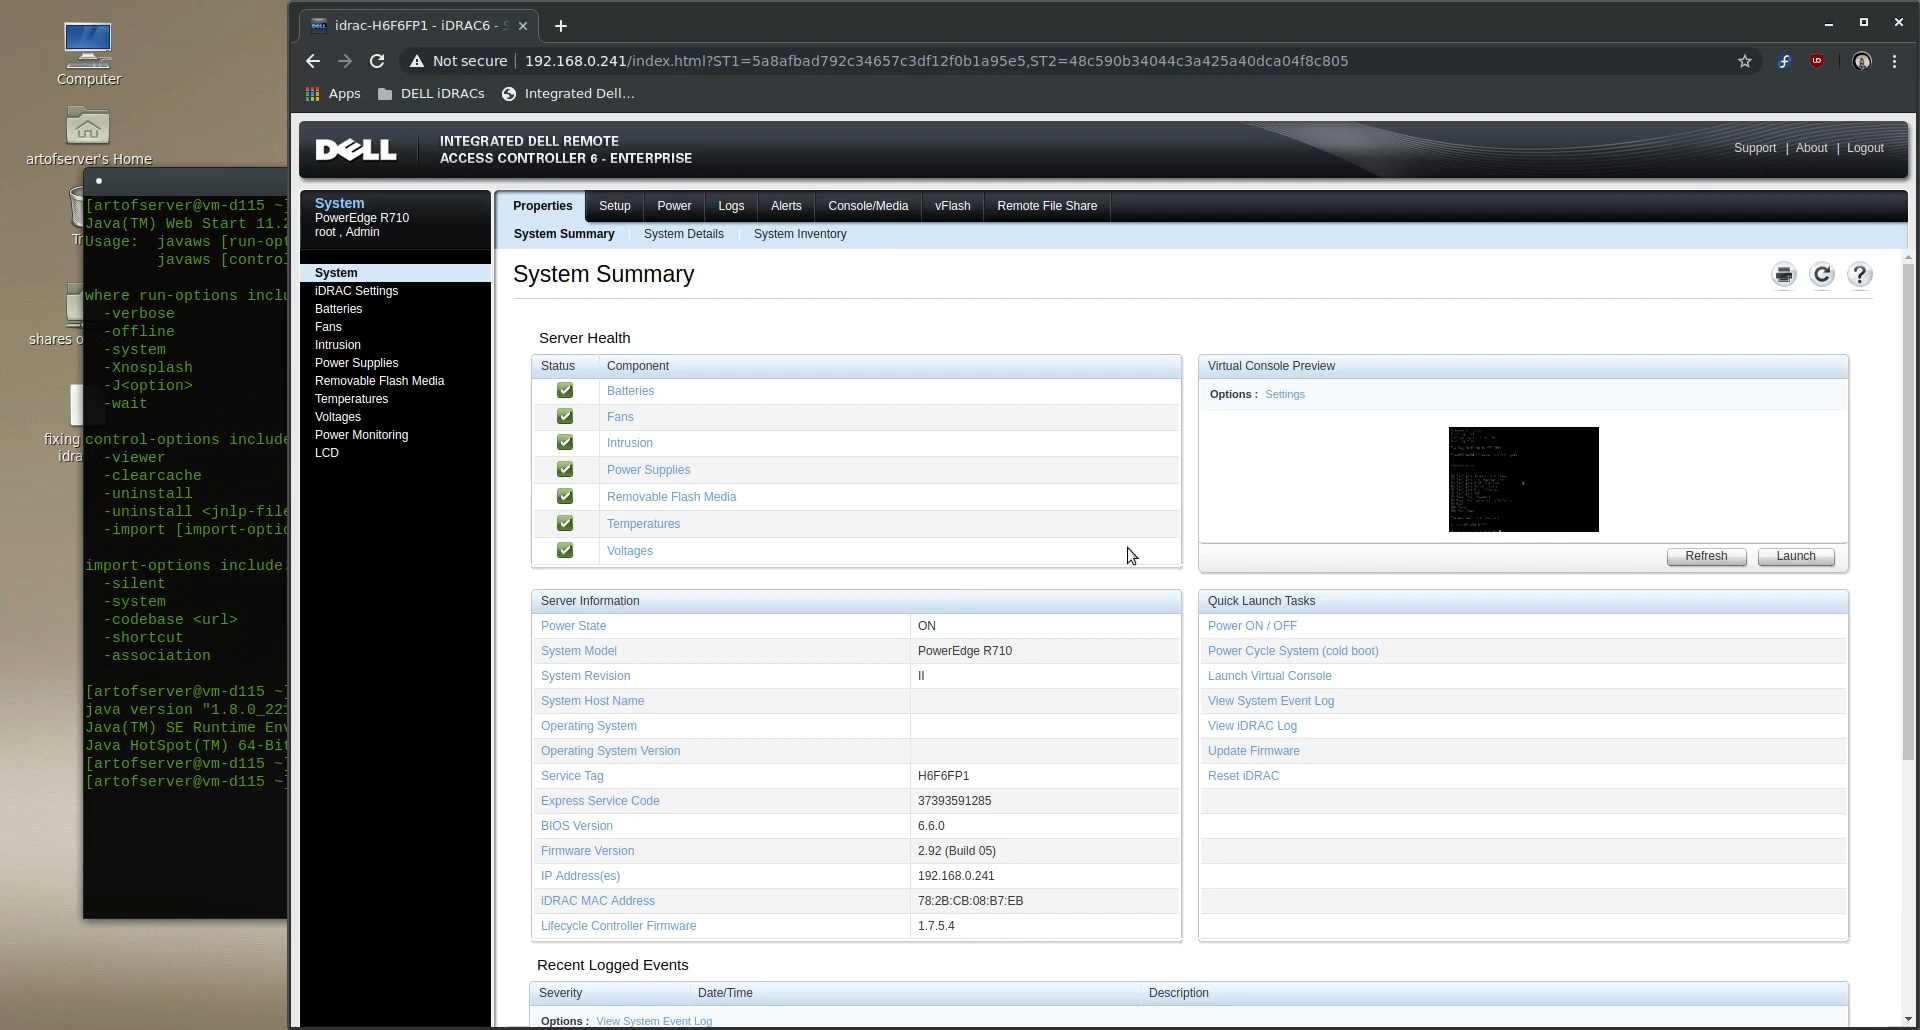 Computer
artofserver's Home
Tr
shares o
fixing
idra
[artofserver@vm-d115 ~]
Java(TM) Web Start 11.2
Usage:  javaws [run-opt
javaws [control
where run-options inclu
-verbose
-offline
-system
-Xnosplash
-J<option>
-wait
control-options include
-viewer
-clearcache
-uninstall
-uninstall <jnlp-file
-import [import-optio
import-options include:
-silent
-system
-codebase <url>
-shortcut
-association
[artofserver@vm-d115 ~]
java version "1.8.0_221
Java(TM) SE Runtime Env
Java HotSpot(TM) 64-Bit
[artofserver@vm-d115 ~]
[artofserver@vm-d115 ~]
idrac-H6F6FP1 - iDRAC6 - S
Not secure | 192.168.0.241/index.html?ST1=5a8afbad792c34657c3df12f0b1a95e5,ST2=48c590b34044c3a425a40dca04f8c805
Apps DELL iDRACs Integrated Dell...
DELL
INTEGRATED DELL REMOTE
ACCESS CONTROLLER 6 - ENTERPRISE
Support | About | Logout
System
PowerEdge R710
root , Admin
System
iDRAC Settings
Batteries
Fans
Intrusion
Power Supplies
Removable Flash Media
Temperatures
Voltages
Power Monitoring
LCD
Properties Setup Power Logs Alerts Console/Media vFlash Remote File Share
System Summary System Details System Inventory
System Summary
Server Health
Status Component
Batteries
Fans
Intrusion
Power Supplies
Removable Flash Media
Temperatures
Voltages
Virtual Console Preview
Options : Settings
Refresh Launch
Server Information
Power State ON
System Model PowerEdge R710
System Revision II
System Host Name
Operating System
Operating System Version
Service Tag H6F6FP1
Express Service Code 37393591285
BIOS Version 6.6.0
Firmware Version 2.92 (Build 05)
IP Address(es) 192.168.0.241
iDRAC MAC Address 78:2B:CB:08:B7:EB
Lifecycle Controller Firmware 1.7.5.4
Quick Launch Tasks
Power ON / OFF
Power Cycle System (cold boot)
Launch Virtual Console
View System Event Log
View iDRAC Log
Update Firmware
Reset iDRAC
Recent Logged Events
Severity Date/Time Description
Options : View System Event Log